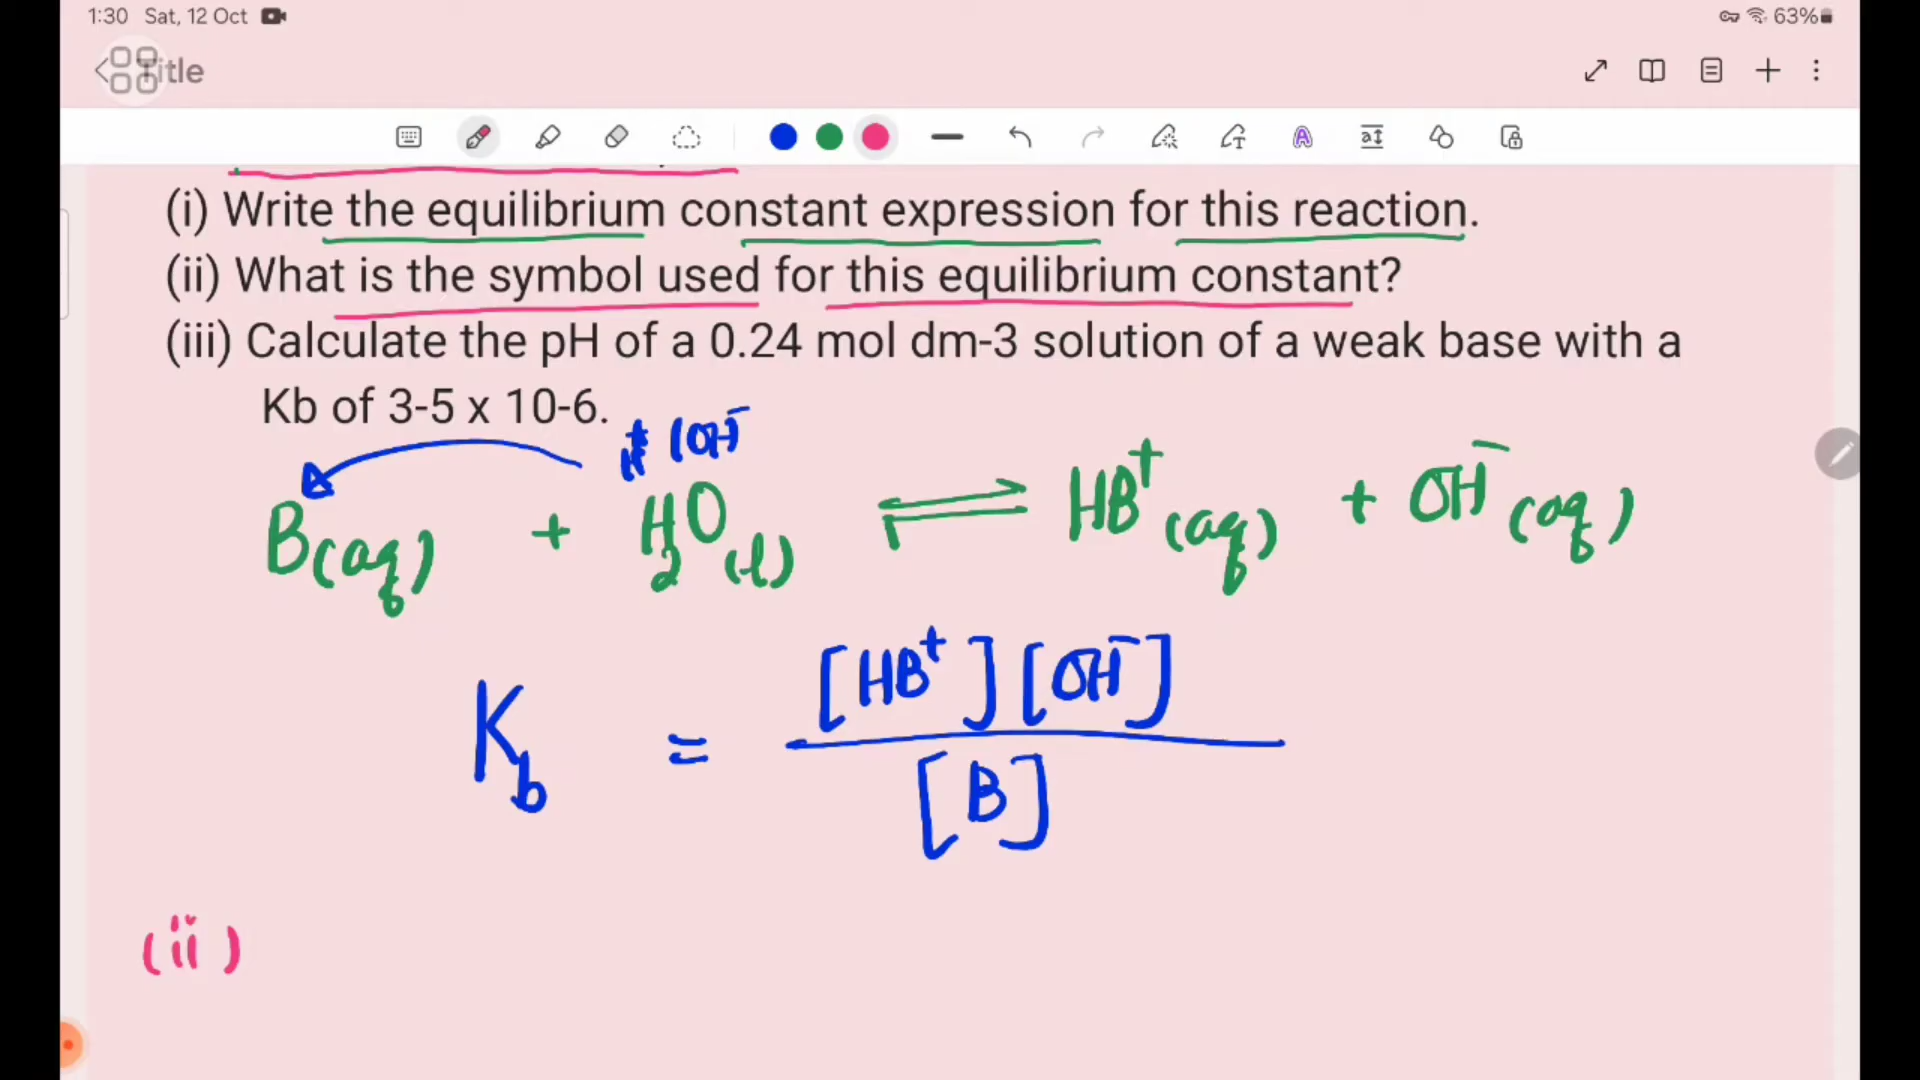 1:30 Sat, 12 Oct 63%
Title
(i) Write the equilibrium constant expression for this reaction.
(ii) What is the symbol used for this equilibrium constant?
(iii) Calculate the pH of a 0.24 mol dm-3 solution of a weak base with a
Kb of 3-5 x 10-6.
H⁺ (OH⁻
B(aq) + H₂O(l) ⇌ HB⁺(aq) + OH⁻(aq)
K_b = [HB⁺][OH⁻]
[B]
(ii)